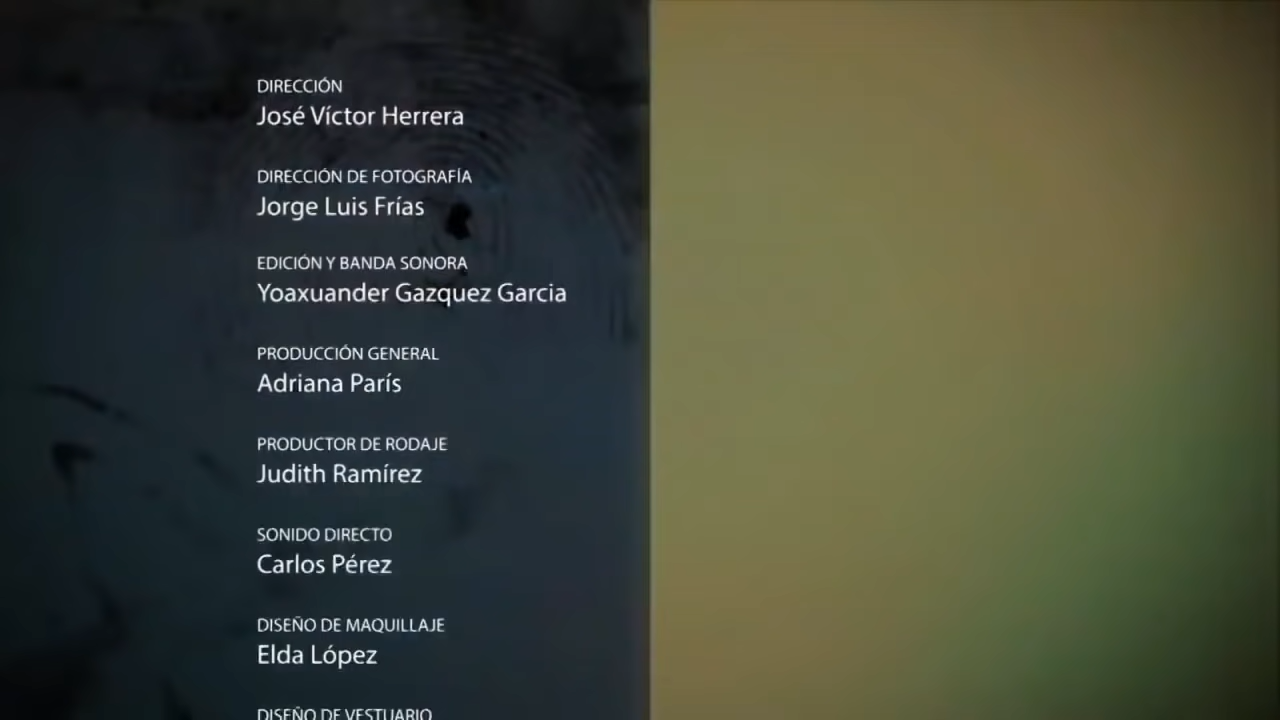 DIRECCIÓN
José Víctor Herrera
DIRECCIÓN DE FOTOGRAFÍA
Jorge Luis Frías
EDICIÓN Y BANDA SONORA
Yoaxuander Gazquez Garcia
PRODUCCIÓN GENERAL
Adriana París
PRODUCTOR DE RODAJE
Judith Ramírez
SONIDO DIRECTO
Carlos Pérez
DISEÑO DE MAQUILLAJE
Elda López
DISEÑO DE VESTUARIO